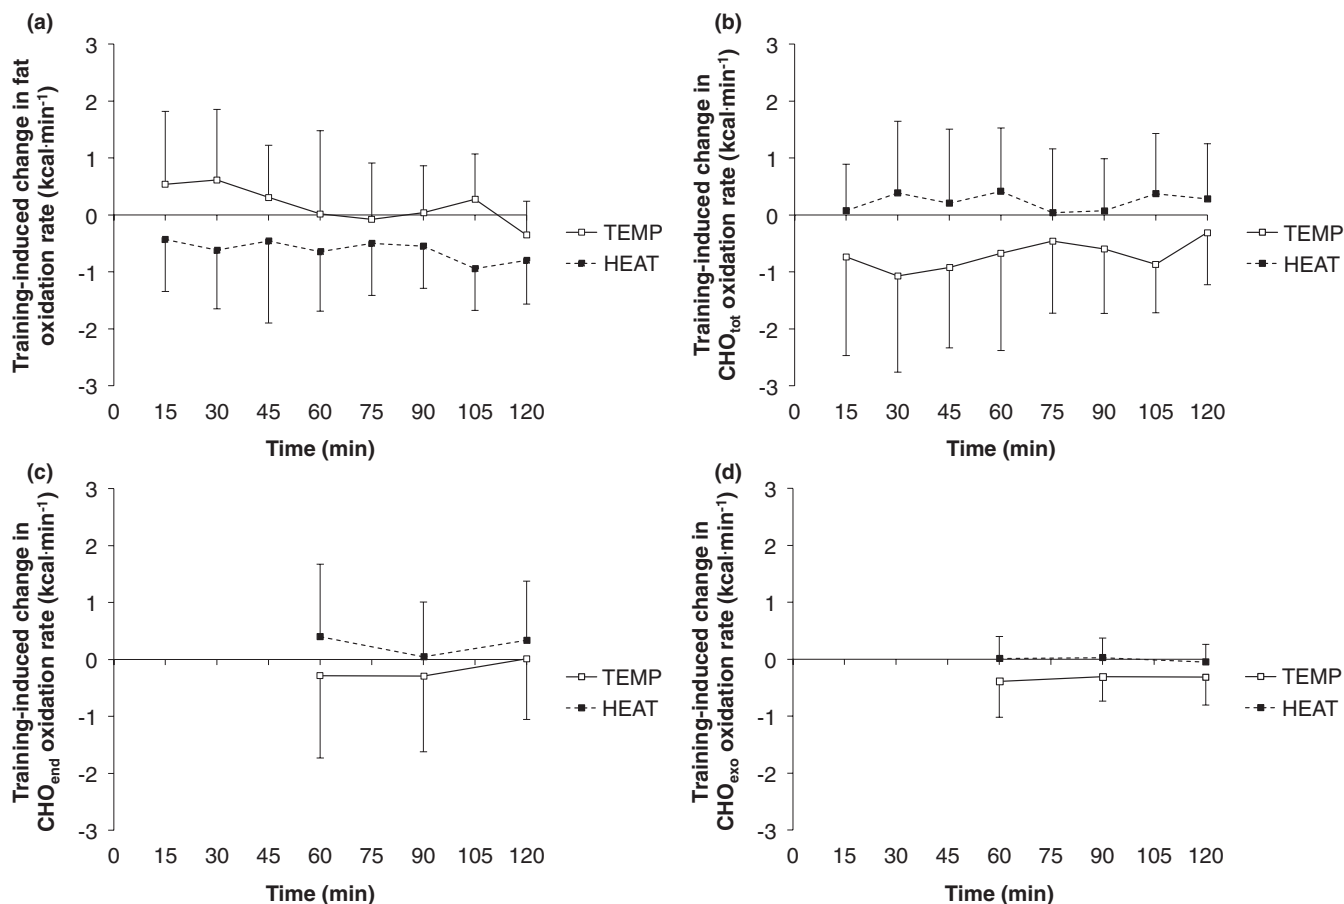 (a)
Training-induced change in fat
oxidation rate (kcal·min⁻¹)
3
2
1
0
-1
-2
-3
0 15 30 45 60 75 90 105 120
Time (min)
TEMP
HEAT
(b)
Training-induced change in
CHOtot oxidation rate (kcal·min⁻¹)
3
2
1
0
-1
-2
-3
0 15 30 45 60 75 90 105 120
Time (min)
TEMP
HEAT
(c)
Training-induced change in
CHOend oxidation rate (kcal·min⁻¹)
3
2
1
0
-1
-2
-3
0 15 30 45 60 75 90 105 120
Time (min)
TEMP
HEAT
(d)
Training-induced change in
CHOexo oxidation rate (kcal·min⁻¹)
3
2
1
0
-1
-2
-3
0 15 30 45 60 75 90 105 120
Time (min)
TEMP
HEAT